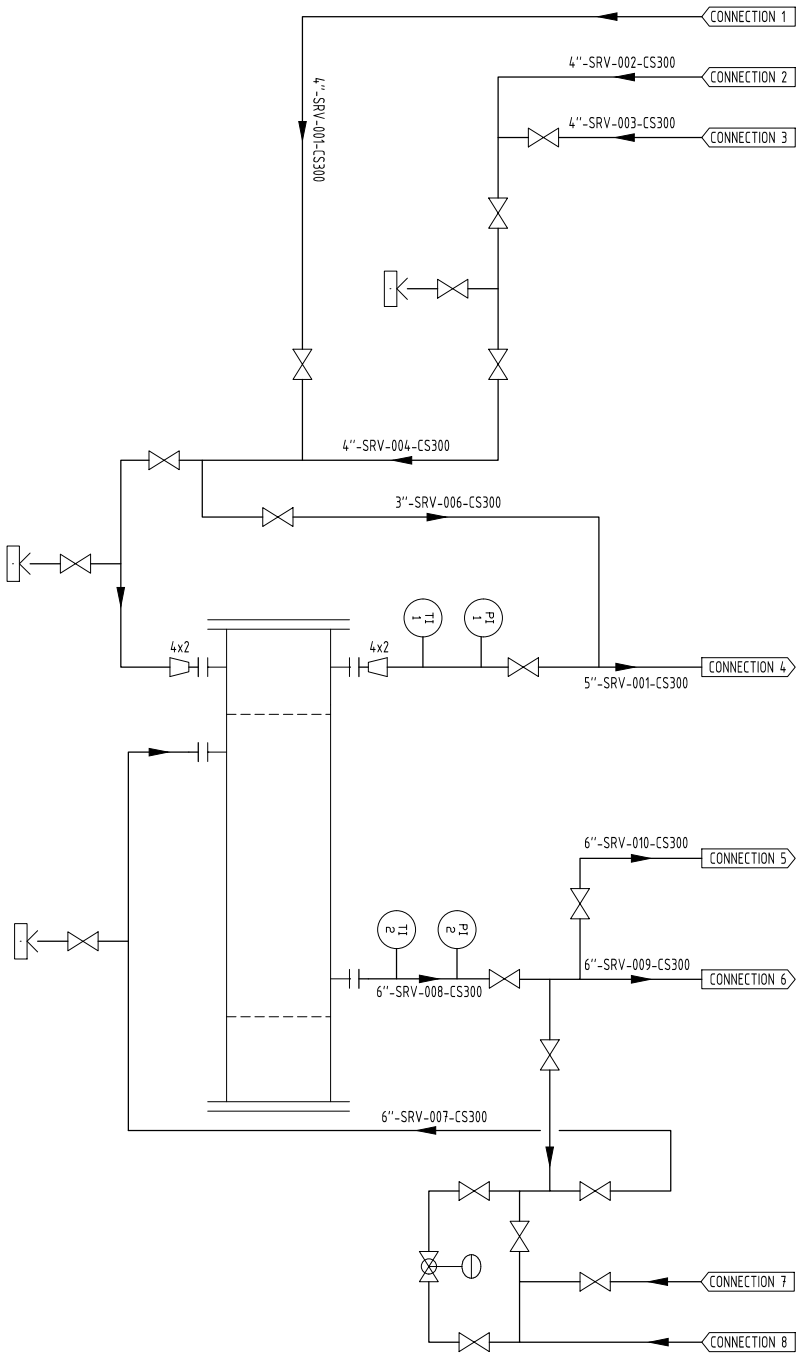 CONNECTION 1
4"-SRV-002-CS300
CONNECTION 2
4"-SRV-001-CS300
4"-SRV-003-CS300
CONNECTION 3
4"-SRV-004-CS300
3"-SRV-006-CS300
TI
1
PI
1
4x2
4x2
CONNECTION 4
5"-SRV-001-CS300
6"-SRV-010-CS300
CONNECTION 5
TI
2
PI
2
6"-SRV-009-CS300
CONNECTION 6
6"-SRV-008-CS300
6"-SRV-007-CS300
CONNECTION 7
CONNECTION 8